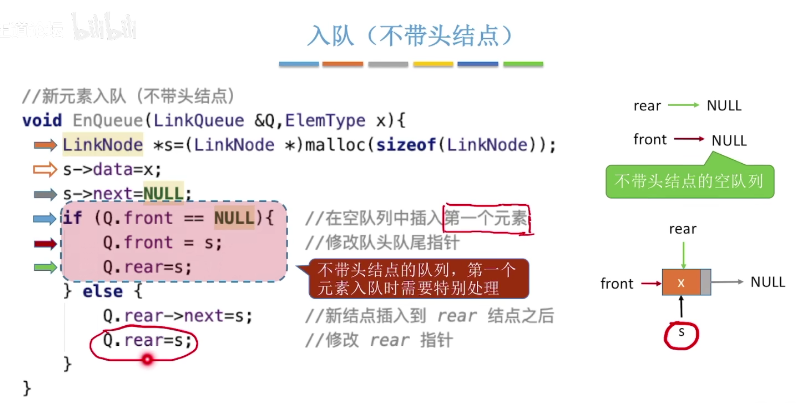 bilibili
入队（不带头结点）
//新元素入队（不带头结点）
void EnQueue(LinkQueue &Q,ElemType x){
LinkNode *s=(LinkNode *)malloc(sizeof(LinkNode));
s->data=x;
s->next=NULL;
if (Q.front == NULL){ //在空队列中插入第一个元素
Q.front = s; //修改队头队尾指针
Q.rear=s;
} else {
Q.rear->next=s; //新结点插入到 rear 结点之后
Q.rear=s; //修改 rear 指针
}
}
不带头结点的队列，第一个
元素入队时需要特别处理
rear NULL
front NULL
不带头结点的空队列
rear
front x NULL
s